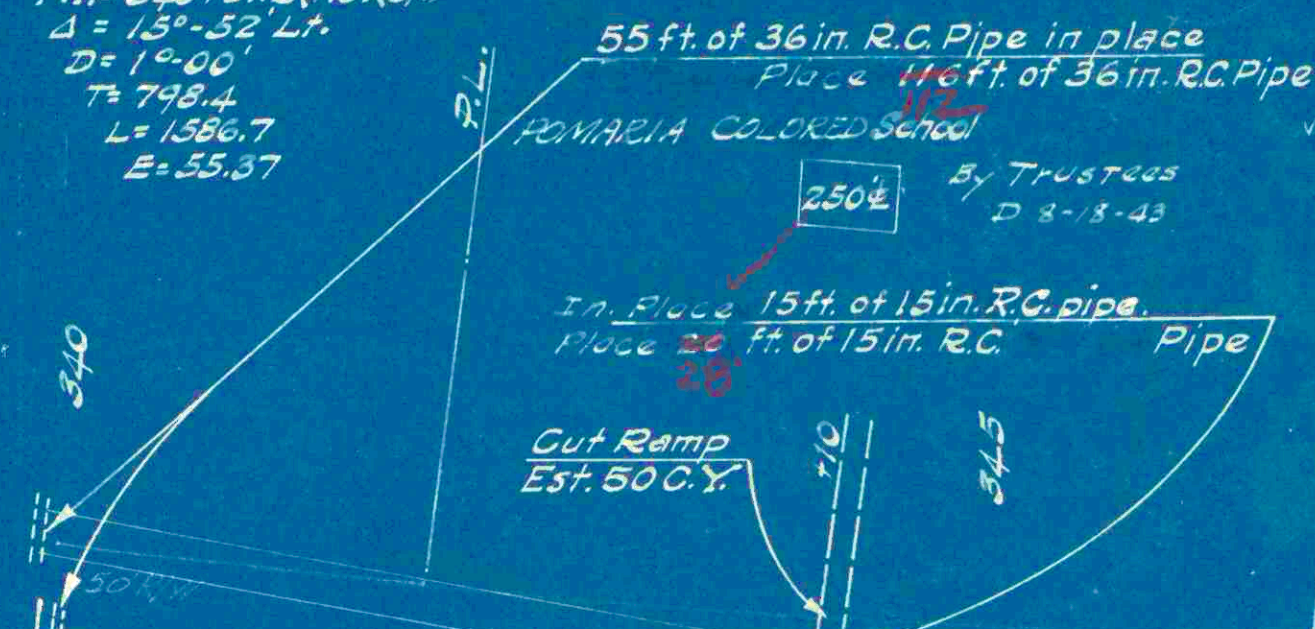 Δ = 15°-52' Lt.
D = 1°-00'
T = 798.4
L = 1586.7
E = 55.37
P.L.
55 ft. of 36 in. R.C. Pipe in place
Place 116 ft. of 36 in. R.C. Pipe
112
POMARIA COLORED School
250' ℄
By Trustees
D 8-18-43
In. Place 15 ft. of 15 in. R.C. pipe.
Place ft. of 15 in. R.C. Pipe
28'
340
Cut Ramp
Est. 50 C.Y.
+10
345
50 R/W